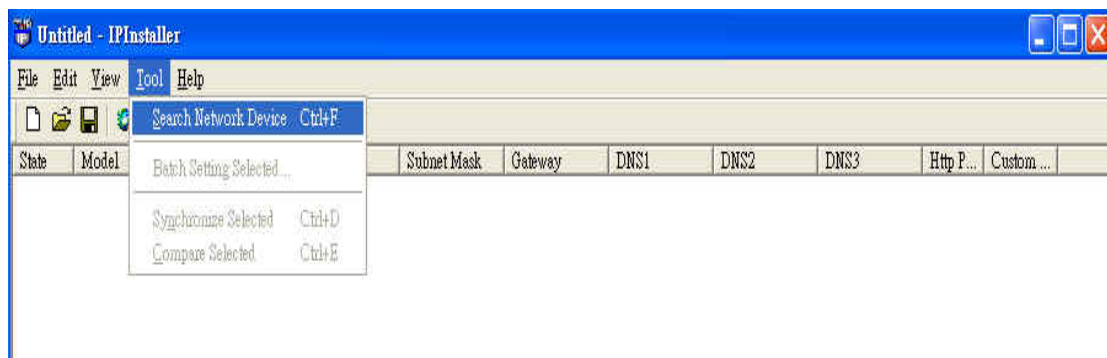 Untitled - IPInstaller
File Edit View Tool Help
Search Network Device Ctrl+F
State Model Subnet Mask Gateway DNS1 DNS2 DNS3 Http P... Custom ...
Batch Setting Selected...
Synchronize Selected Ctrl+D
Compare Selected Ctrl+E